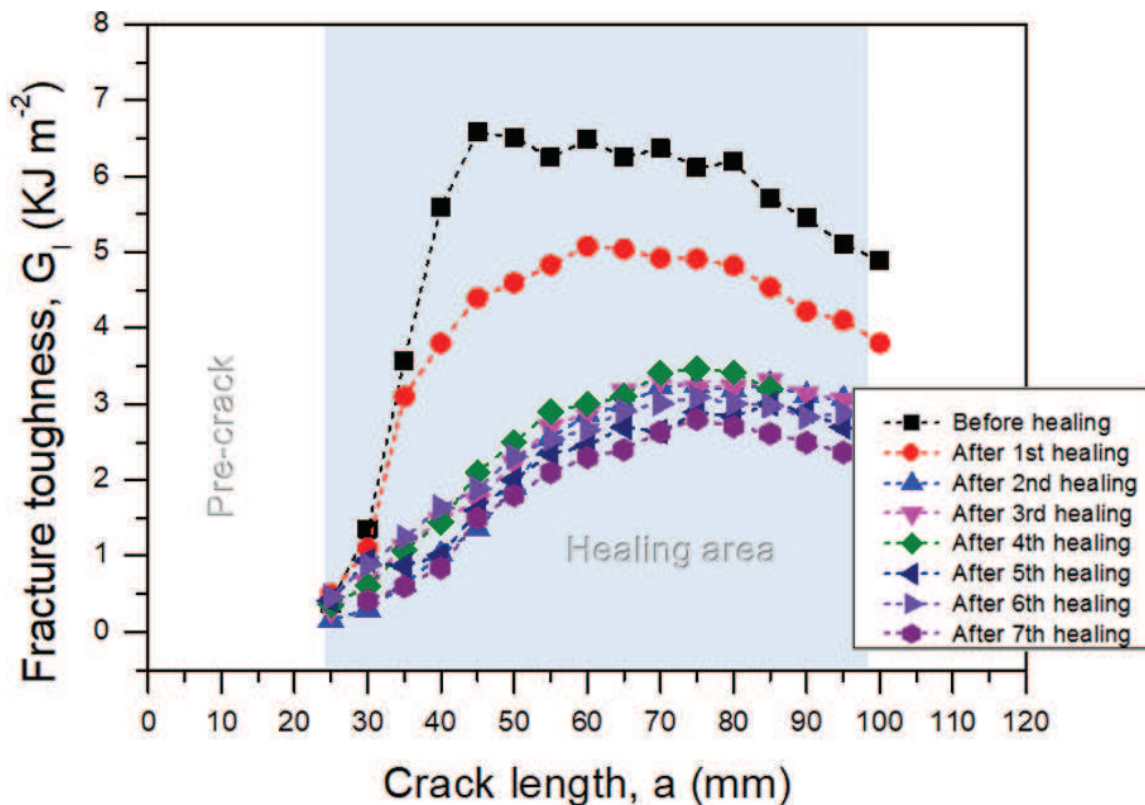 8
7
6
5
4
3
2
1
0
Fracture toughness, G_I (KJ m^-2)
Pre-crack
Healing area
Before healing
After 1st healing
After 2nd healing
After 3rd healing
After 4th healing
After 5th healing
After 6th healing
After 7th healing
0 10 20 30 40 50 60 70 80 90 100 110 120
Crack length, a (mm)